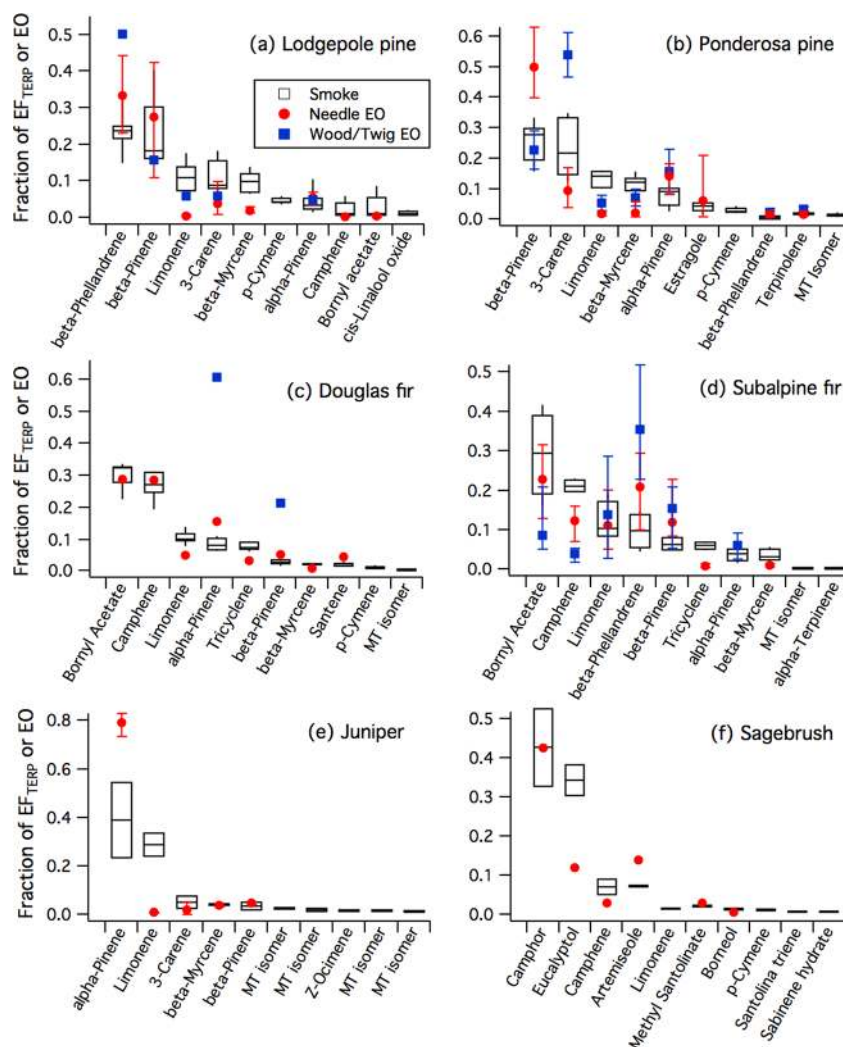 Fraction of EF_TERP or EO
0.5
0.4
0.3
0.2
0.1
0.0
(a) Lodgepole pine
Smoke
Needle EO
Wood/Twig EO
beta-Phellandrene
beta-Pinene
Limonene
3-Carene
beta-Myrcene
p-Cymene
alpha-Pinene
Camphene
Bornyl acetate
cis-Linalool oxide
0.6
0.5
0.4
0.3
0.2
0.1
0.0
(b) Ponderosa pine
beta-Pinene
3-Carene
Limonene
beta-Myrcene
alpha-Pinene
Estragole
p-Cymene
beta-Phellandrene
Terpinolene
MT Isomer
Fraction of EF_TERP or EO
0.6
0.5
0.4
0.3
0.2
0.1
0.0
(c) Douglas fir
Bornyl Acetate
Camphene
Limonene
alpha-Pinene
Tricyclene
beta-Pinene
beta-Myrcene
Santene
p-Cymene
MT isomer
0.5
0.4
0.3
0.2
0.1
0.0
(d) Subalpine fir
Bornyl Acetate
Camphene
Limonene
beta-Phellandrene
beta-Pinene
Tricyclene
alpha-Pinene
beta-Myrcene
MT isomer
alpha-Terpinene
Fraction of EF_TERP or EO
0.8
0.6
0.4
0.2
0.0
(e) Juniper
alpha-Pinene
Limonene
3-Carene
beta-Myrcene
beta-Pinene
MT isomer
MT isomer
Z-Ocimene
MT isomer
MT isomer
0.5
0.4
0.3
0.2
0.1
0.0
(f) Sagebrush
Camphor
Eucalyptol
Camphene
Artemiseole
Limonene
Methyl Santolinate
Borneol
p-Cymene
Santolina triene
Sabinene hydrate